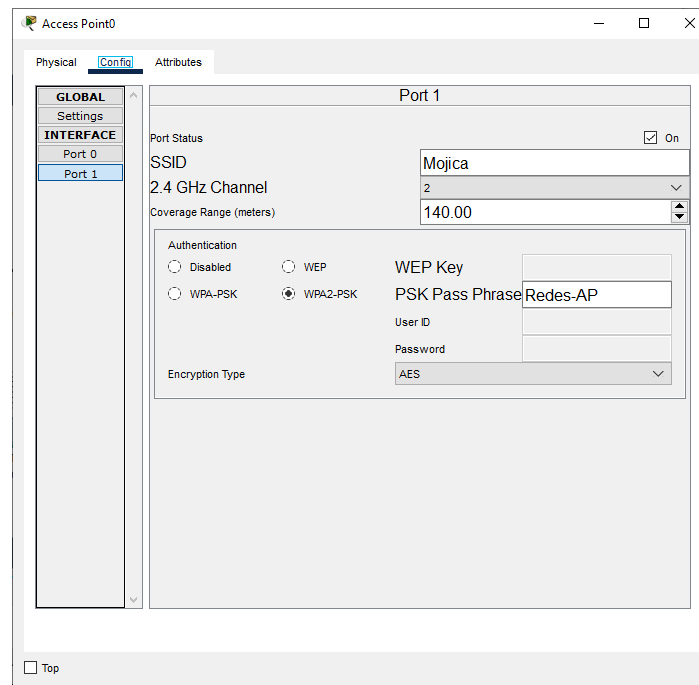 Access Point0
Physical Config Attributes
GLOBAL
Settings
INTERFACE
Port 0
Port 1
Port 1
Port Status On
SSID Mojica
2.4 GHz Channel 2
Coverage Range (meters) 140.00
Authentication
Disabled WEP WEP Key
WPA-PSK WPA2-PSK PSK Pass Phrase Redes-AP
User ID
Password
Encryption Type AES
Top